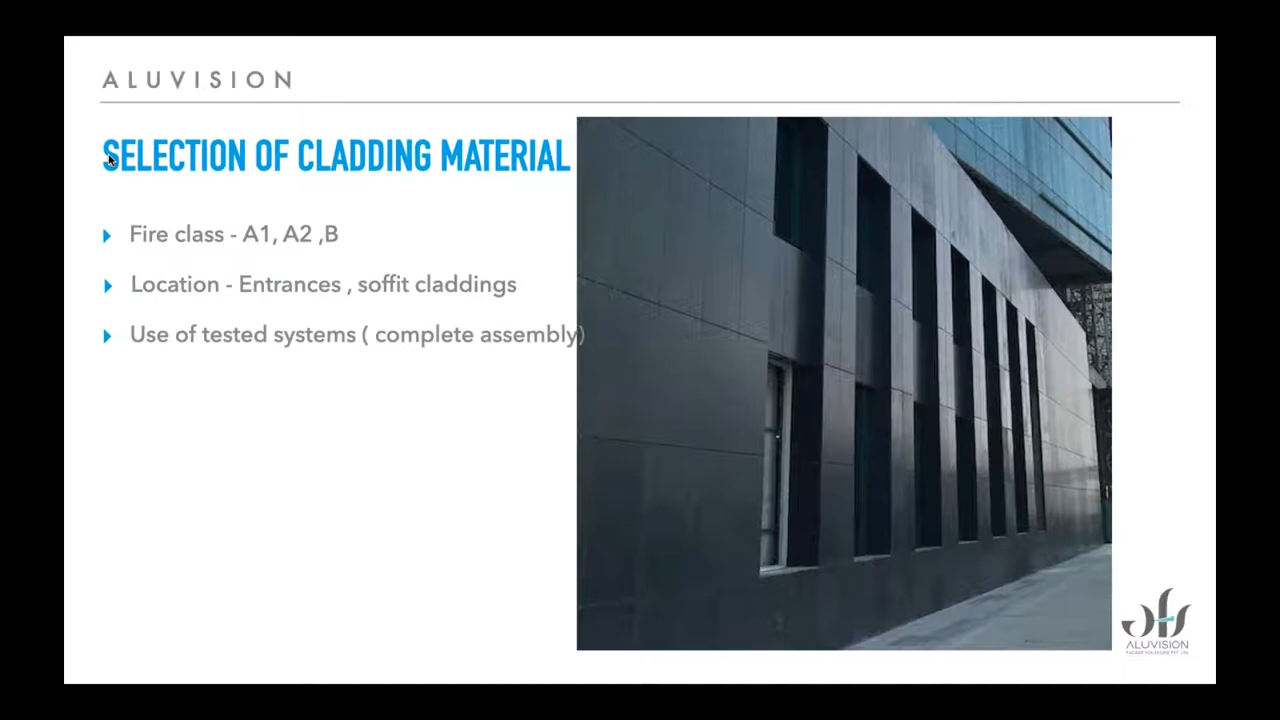 ALUVISION
SELECTION OF CLADDING MATERIAL
Fire class - A1, A2 ,B
Location - Entrances , soffit claddings
Use of tested systems ( complete assembly)
ALUVISION